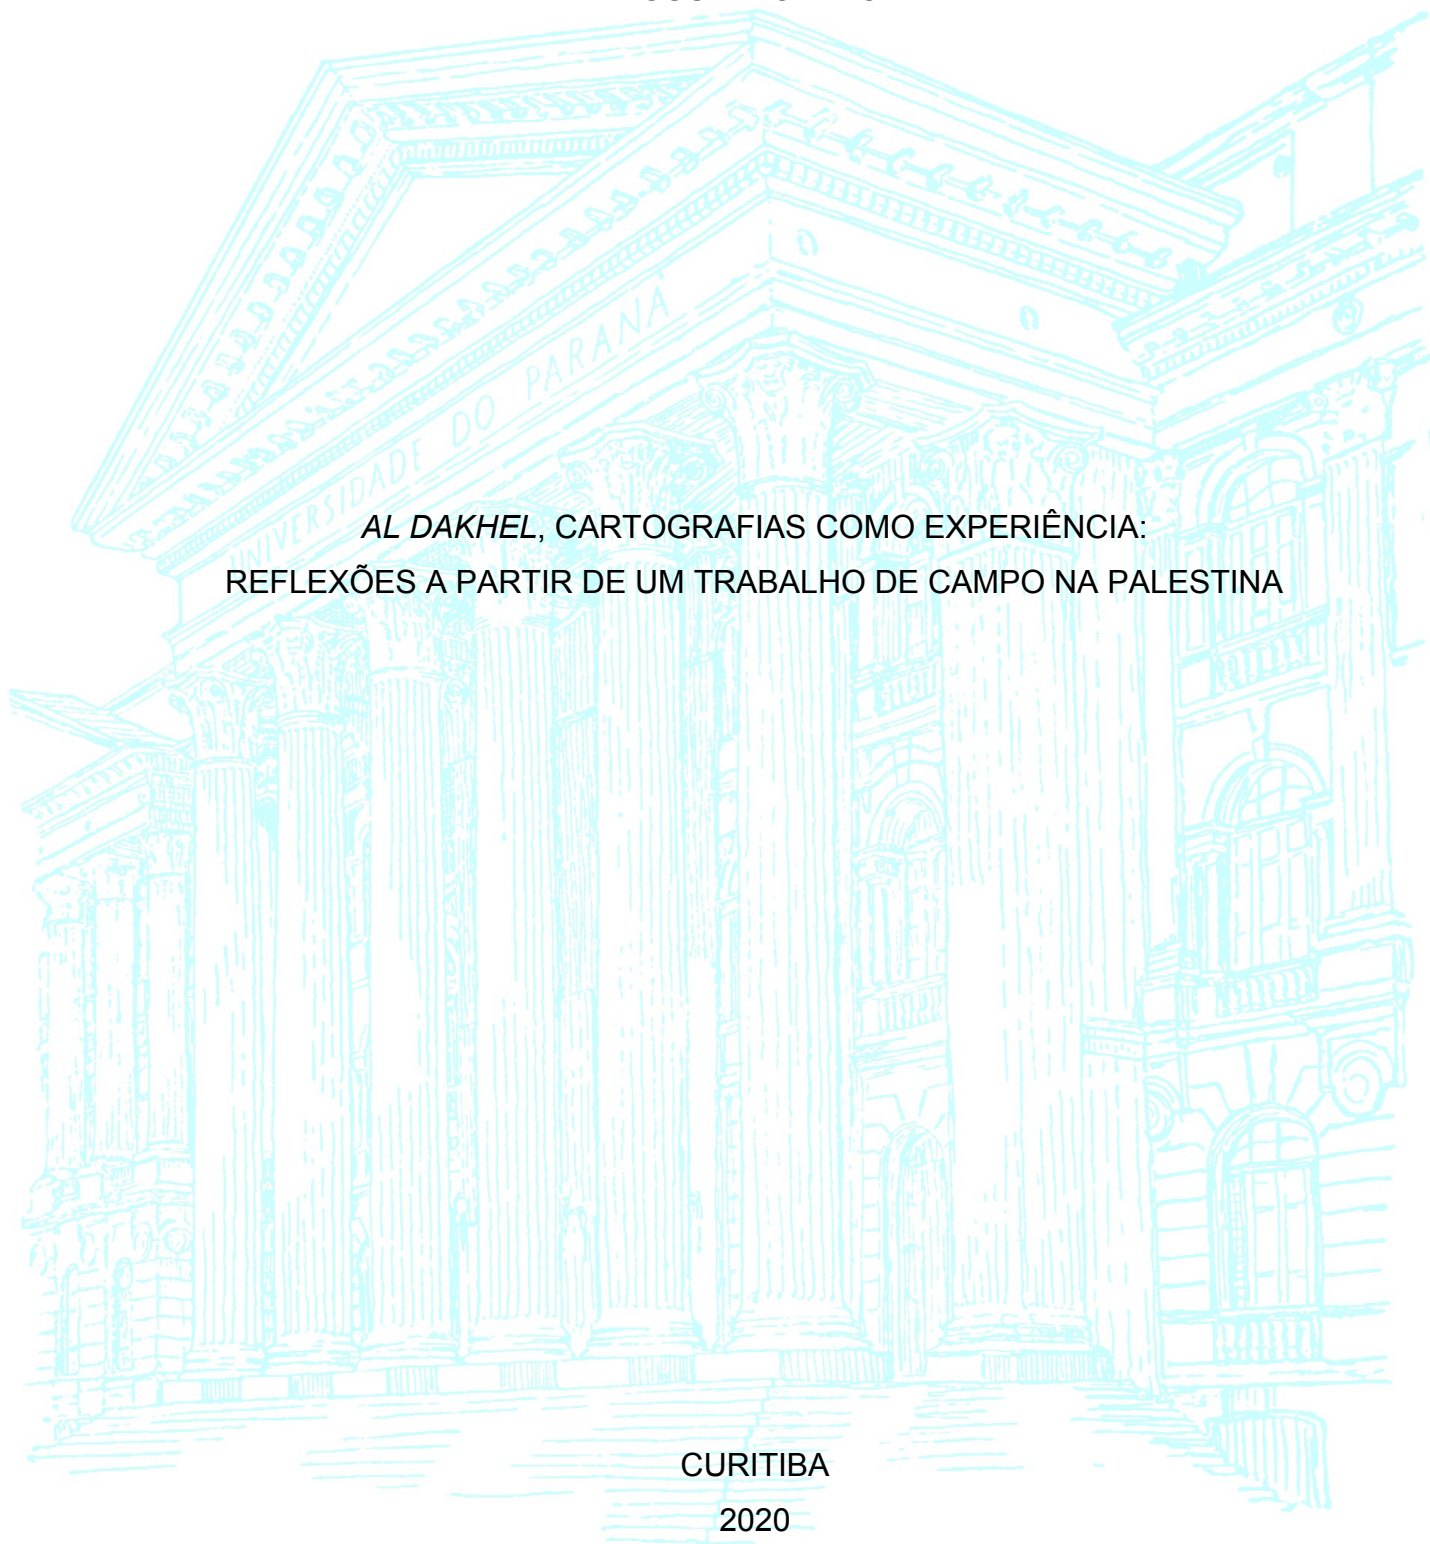 UNIVERSIDADE DO PARANÁ
AL DAKHEL, CARTOGRAFIAS COMO EXPERIÊNCIA:
REFLEXÕES A PARTIR DE UM TRABALHO DE CAMPO NA PALESTINA
CURITIBA
2020